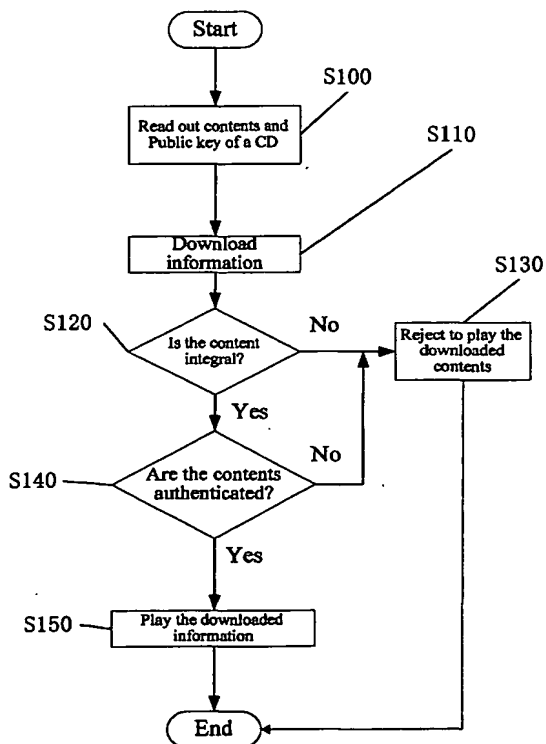 Start
S100
Read out contents and
Public key of a CD
S110
Download
information
S130
S120
Is the content
integral?
No
Reject to play the
downloaded
contents
Yes
S140
Are the contents
authenticated?
No
Yes
S150
Play the downloaded
information
End